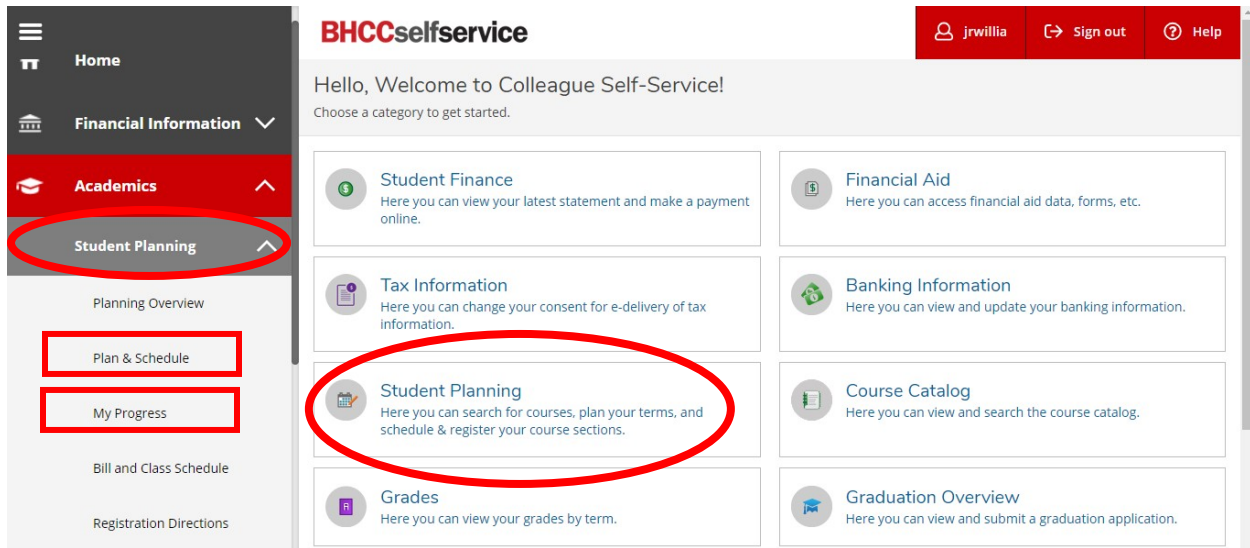 BHCCselfservice
jrwillia
Sign out
Help
Home
Financial Information
Academics
Student Planning
Planning Overview
Plan & Schedule
My Progress
Bill and Class Schedule
Registration Directions
Hello, Welcome to Colleague Self-Service!
Choose a category to get started.
Student Finance
Here you can view your latest statement and make a payment
online.
Financial Aid
Here you can access financial aid data, forms, etc.
Tax Information
Here you can change your consent for e-delivery of tax
information.
Banking Information
Here you can view and update your banking information.
Student Planning
Here you can search for courses, plan your terms, and
schedule & register your course sections.
Course Catalog
Here you can view and search the course catalog.
Grades
Here you can view your grades by term.
Graduation Overview
Here you can view and submit a graduation application.